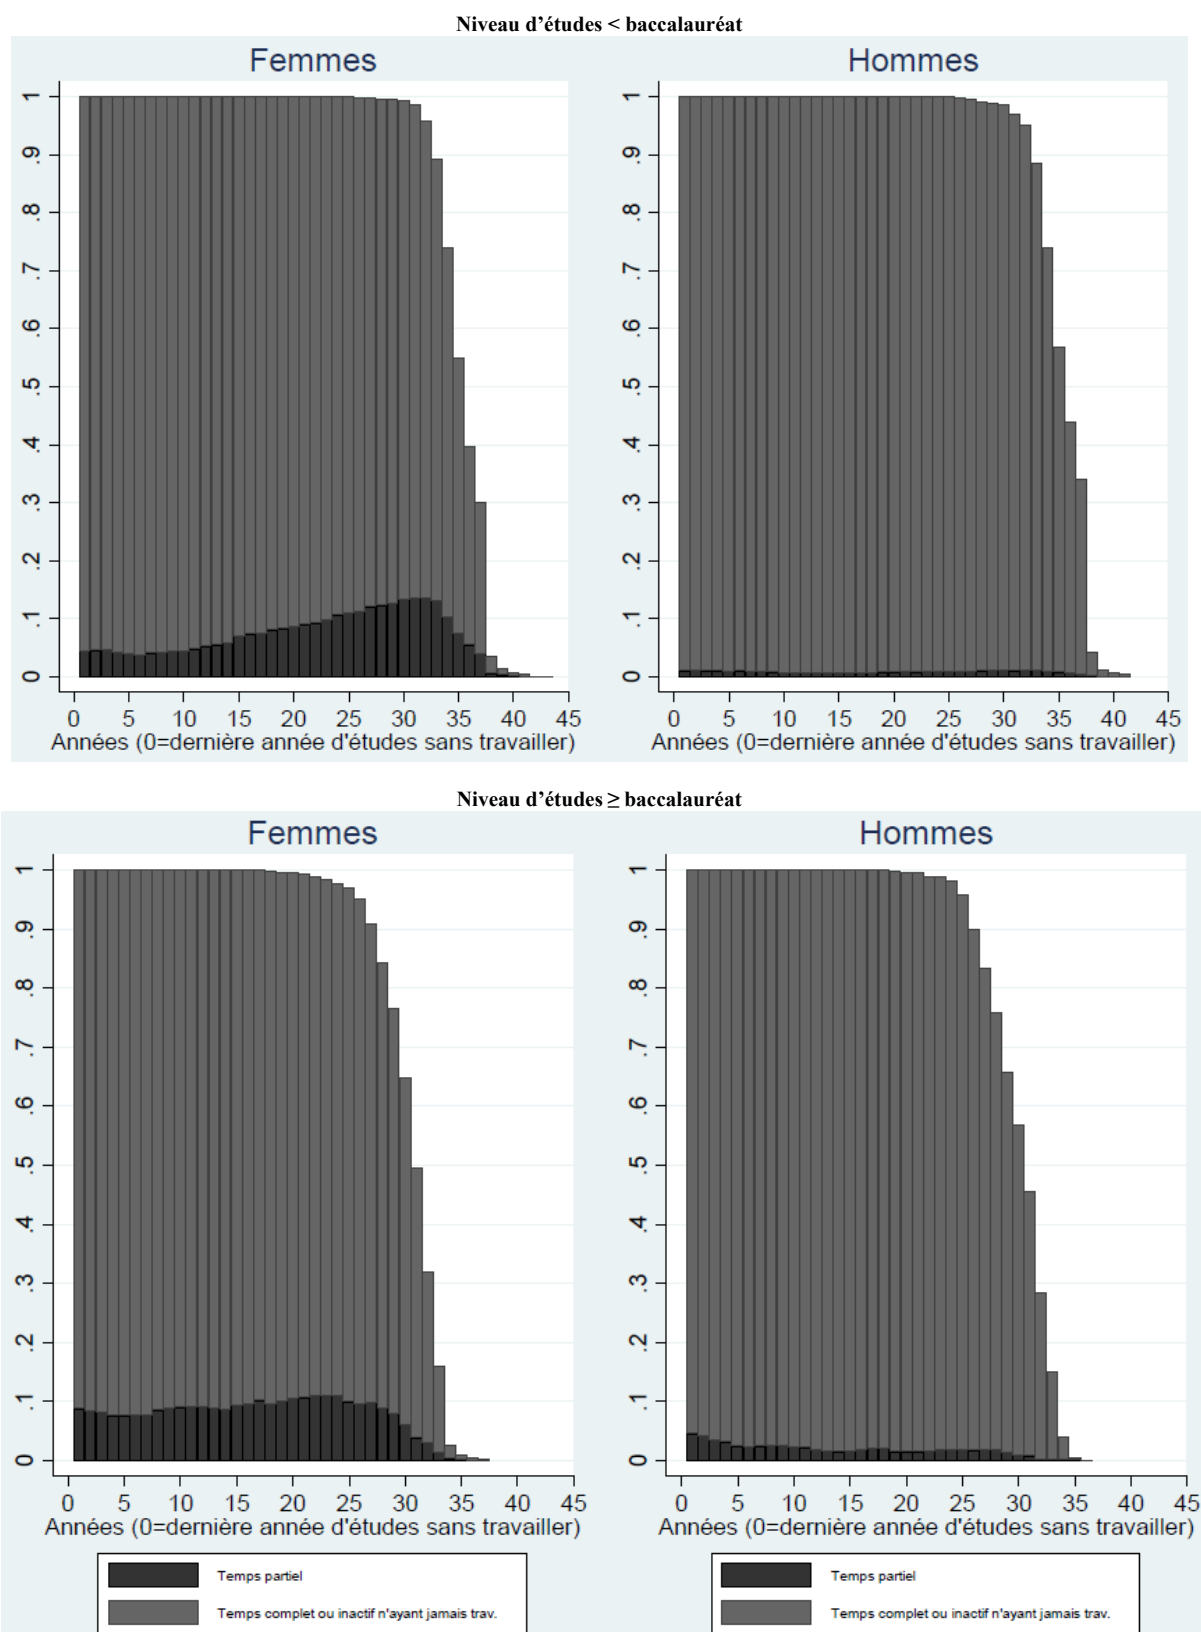 Niveau d'études < baccalauréat
Femmes
Hommes
1
.9
.8
.7
.6
.5
.4
.3
.2
.1
0
0 5 10 15 20 25 30 35 40 45
Années (0=dernière année d'études sans travailler)
1
.9
.8
.7
.6
.5
.4
.3
.2
.1
0
0 5 10 15 20 25 30 35 40 45
Années (0=dernière année d'études sans travailler)
Niveau d'études ≥ baccalauréat
Femmes
Hommes
1
.9
.8
.7
.6
.5
.4
.3
.2
.1
0
0 5 10 15 20 25 30 35 40 45
Années (0=dernière année d'études sans travailler)
1
.9
.8
.7
.6
.5
.4
.3
.2
.1
0
0 5 10 15 20 25 30 35 40 45
Années (0=dernière année d'études sans travailler)
Temps partiel
Temps complet ou inactif n'ayant jamais trav.
Temps partiel
Temps complet ou inactif n'ayant jamais trav.